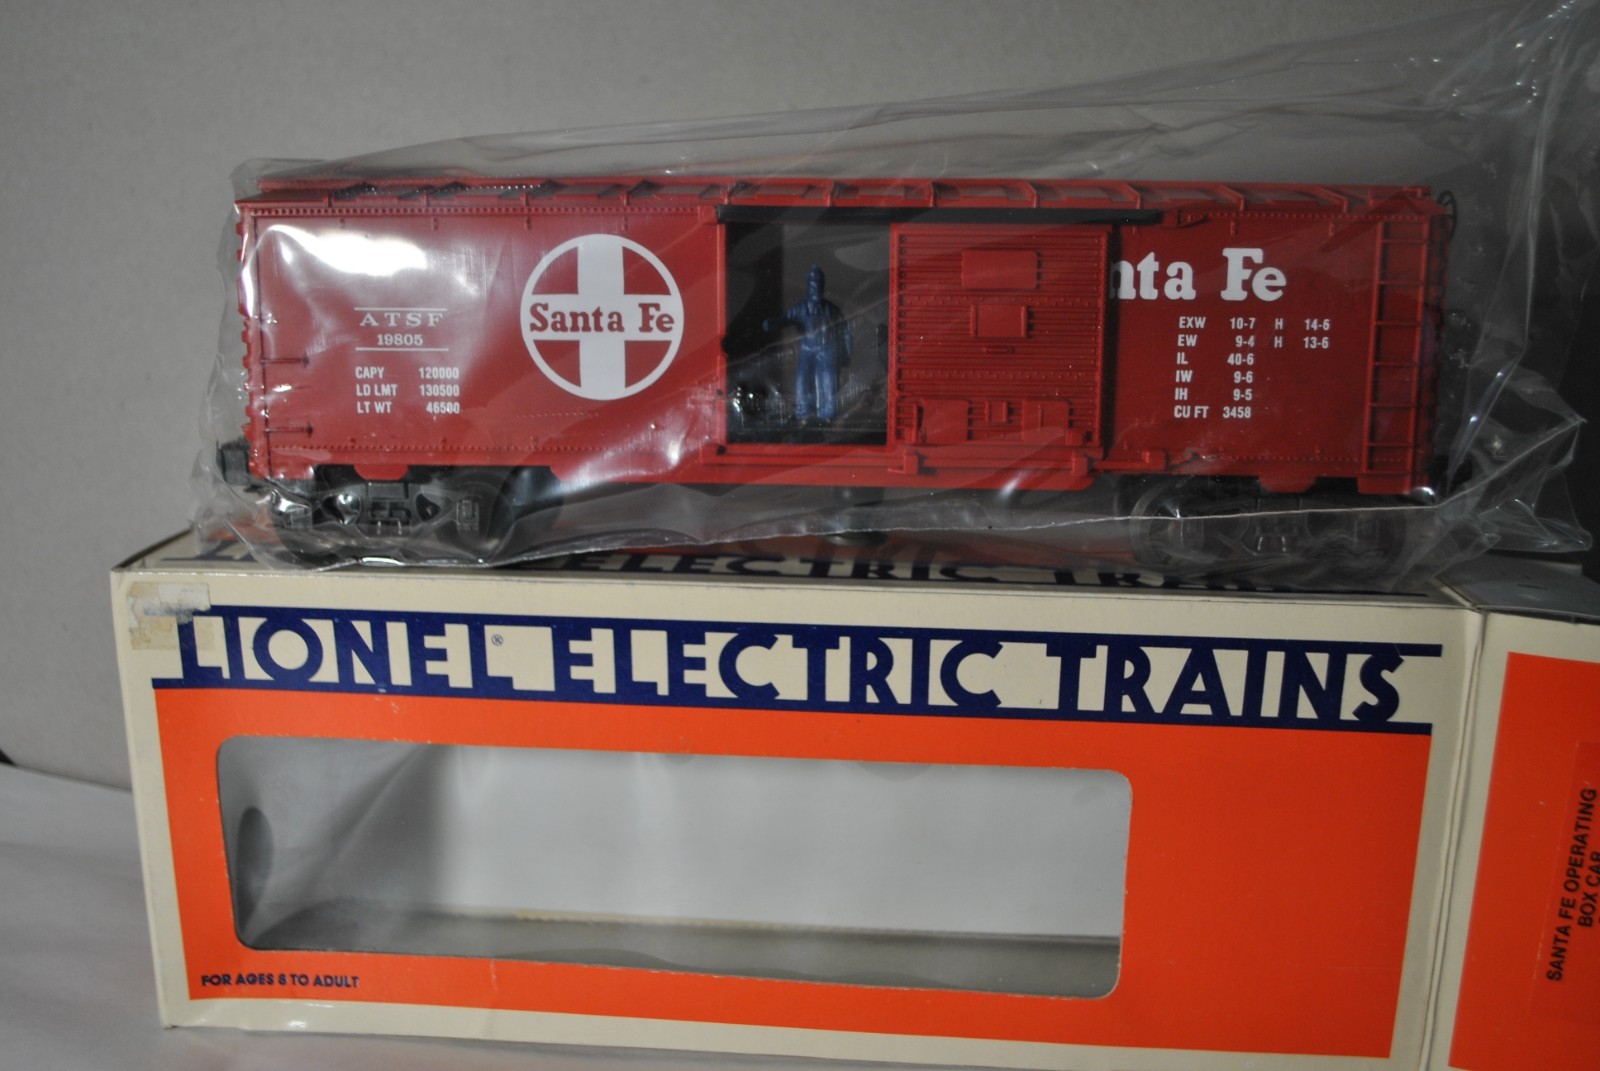 ATSF
19805
CAPY 120000
LD LMT 130500
LT WT 46500
Santa Fe
nta Fe
EXW 10-7 H 14-6
EW 9-4 H 13-6
IL 40-6
IW 9-6
IH 9-5
CU FT 3458
ELECTRIC TRA
LIONEL® ELECTRIC TRAINS
FOR AGES 8 TO ADULT
SANTA FE OPERATING
BOX CAR